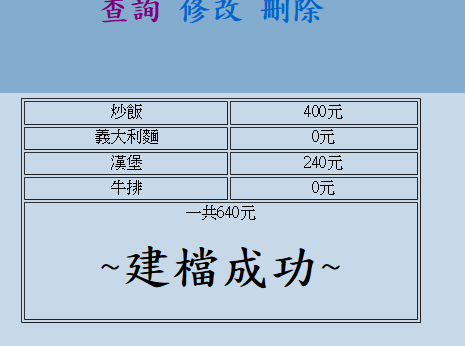 查詢 修改 刪除
炒飯 400元
義大利麵 0元
漢堡 240元
牛排 0元
一共640元
~建檔成功~